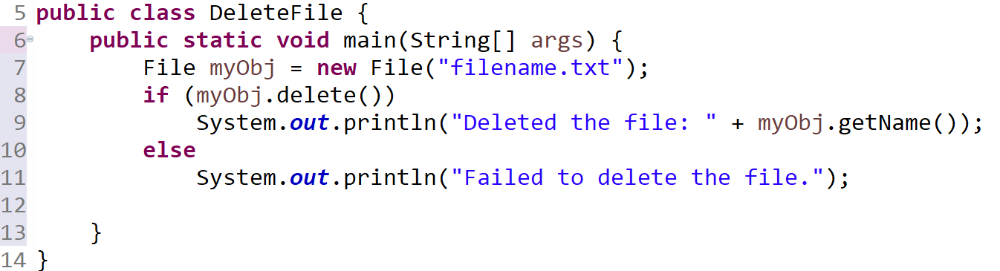 5 public class DeleteFile {
6 public static void main(String[] args) {
7 File myObj = new File("filename.txt");
8 if (myObj.delete())
9 System.out.println("Deleted the file: " + myObj.getName());
10 else
11 System.out.println("Failed to delete the file.");
12
13 }
14 }